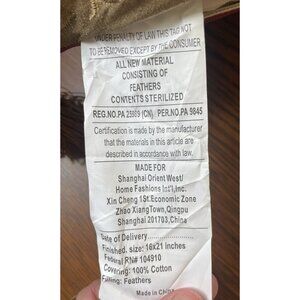 UNDER PENALTY OF LAW THIS TAG NOT
TO BE REMOVED EXCEPT BY THE CONSUMER
ALL NEW MATERIAL
CONSISTING OF
FEATHERS
CONTENTS STERILIZED
REG.NO.PA 25889 (CN) PER.NO.PA 9845
Certification is made by the manufacturer
that the materials in this article are
described in accordance with law.
MADE FOR
Shanghai Orient West/
Home Fashions Int'l,Inc.
Xin Cheng 1St.Economic Zone
Zhao XiangTown,Qingpu
Shanghai 201703,China
Date of Delivery
Finished, size: 16x21 inches
Federal RN# 104910
Covering: 100% Cotton
Filling: Feathers
Made in China